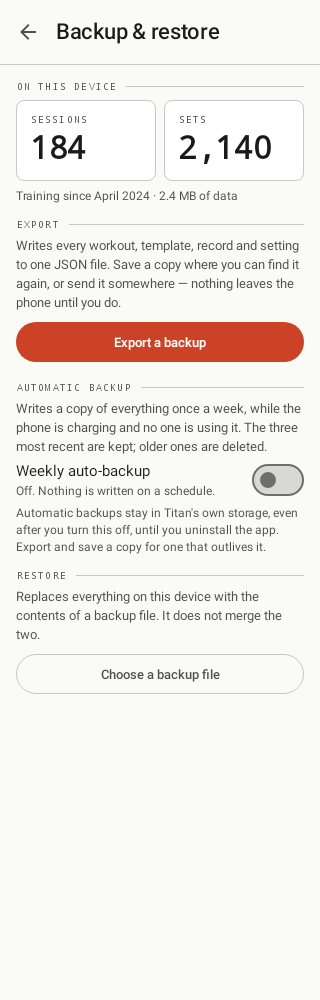 Backup & restore
ON THIS DEVICE
SESSIONS
184
SETS
2,140
Training since April 2024 · 2.4 MB of data
EXPORT
Writes every workout, template, record and setting
to one JSON file. Save a copy where you can find it
again, or send it somewhere — nothing leaves the
phone until you do.
Export a backup
AUTOMATIC BACKUP
Writes a copy of everything once a week, while the
phone is charging and no one is using it. The three
most recent are kept; older ones are deleted.
Weekly auto-backup
Off. Nothing is written on a schedule.
Automatic backups stay in Titan's own storage, even
after you turn this off, until you uninstall the app.
Export and save a copy for one that outlives it.
RESTORE
Replaces everything on this device with the
contents of a backup file. It does not merge the
two.
Choose a backup file